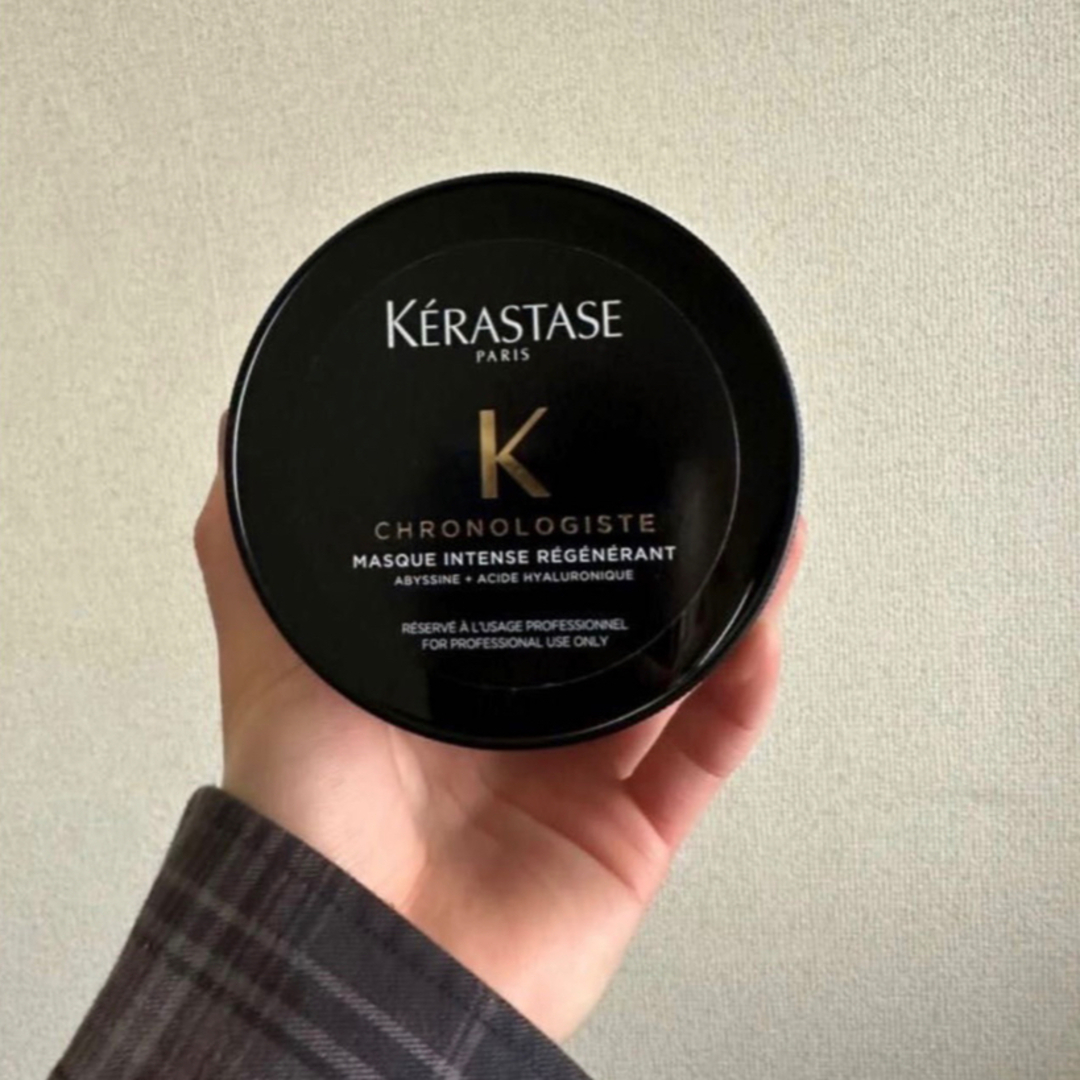 KÉRASTASE
PARIS
K
CHRONOLOGISTE
MASQUE INTENSE RÉGÉNÉRANT
ABYSSINE + ACIDE HYALURONIQUE
RÉSERVÉ À L'USAGE PROFESSIONNEL
FOR PROFESSIONAL USE ONLY